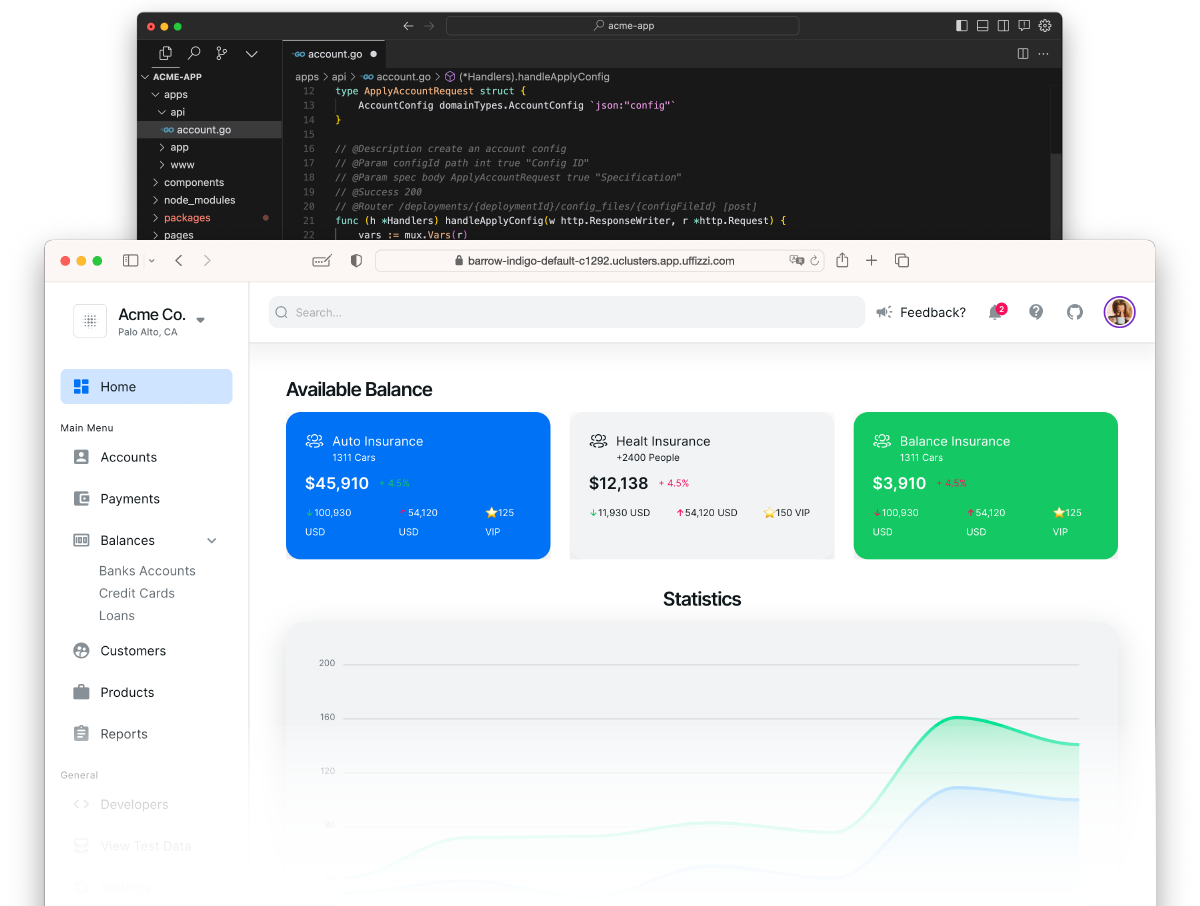 acme-app
account.go
ACME-APP
apps
api
account.go
app
www
components
node_modules
packages
pages
apps > api > account.go > (*Handlers).handleApplyConfig
12 type ApplyAccountRequest struct {
13 AccountConfig domainTypes.AccountConfig `json:"config"`
14 }
15
16 // @Description create an account config
17 // @Param configId path int true "Config ID"
18 // @Param spec body ApplyAccountRequest true "Specification"
19 // @Success 200
20 // @Router /deployments/{deploymentId}/config_files/{configFileId} [post]
21 func (h *Handlers) handleApplyConfig(w http.ResponseWriter, r *http.Request) {
22 vars := mux.Vars(r)
barrow-indigo-default-c1292.uclusters.app.uffizzi.com
Acme Co.
Palo Alto, CA
Search...
Feedback?
2
Home
Main Menu
Accounts
Payments
Balances
Banks Accounts
Credit Cards
Loans
Customers
Products
Reports
General
Developers
View Test Data
Available Balance
Auto Insurance
1311 Cars
$45,910 + 4.5%
↓100,930 USD
↑54,120 USD
⭐125 VIP
Healt Insurance
+2400 People
$12,138 + 4.5%
↓11,930 USD ↑54,120 USD ⭐150 VIP
Balance Insurance
1311 Cars
$3,910 + 4.5%
↓100,930 USD
↑54,120 USD
⭐125 VIP
Statistics
200
160
120